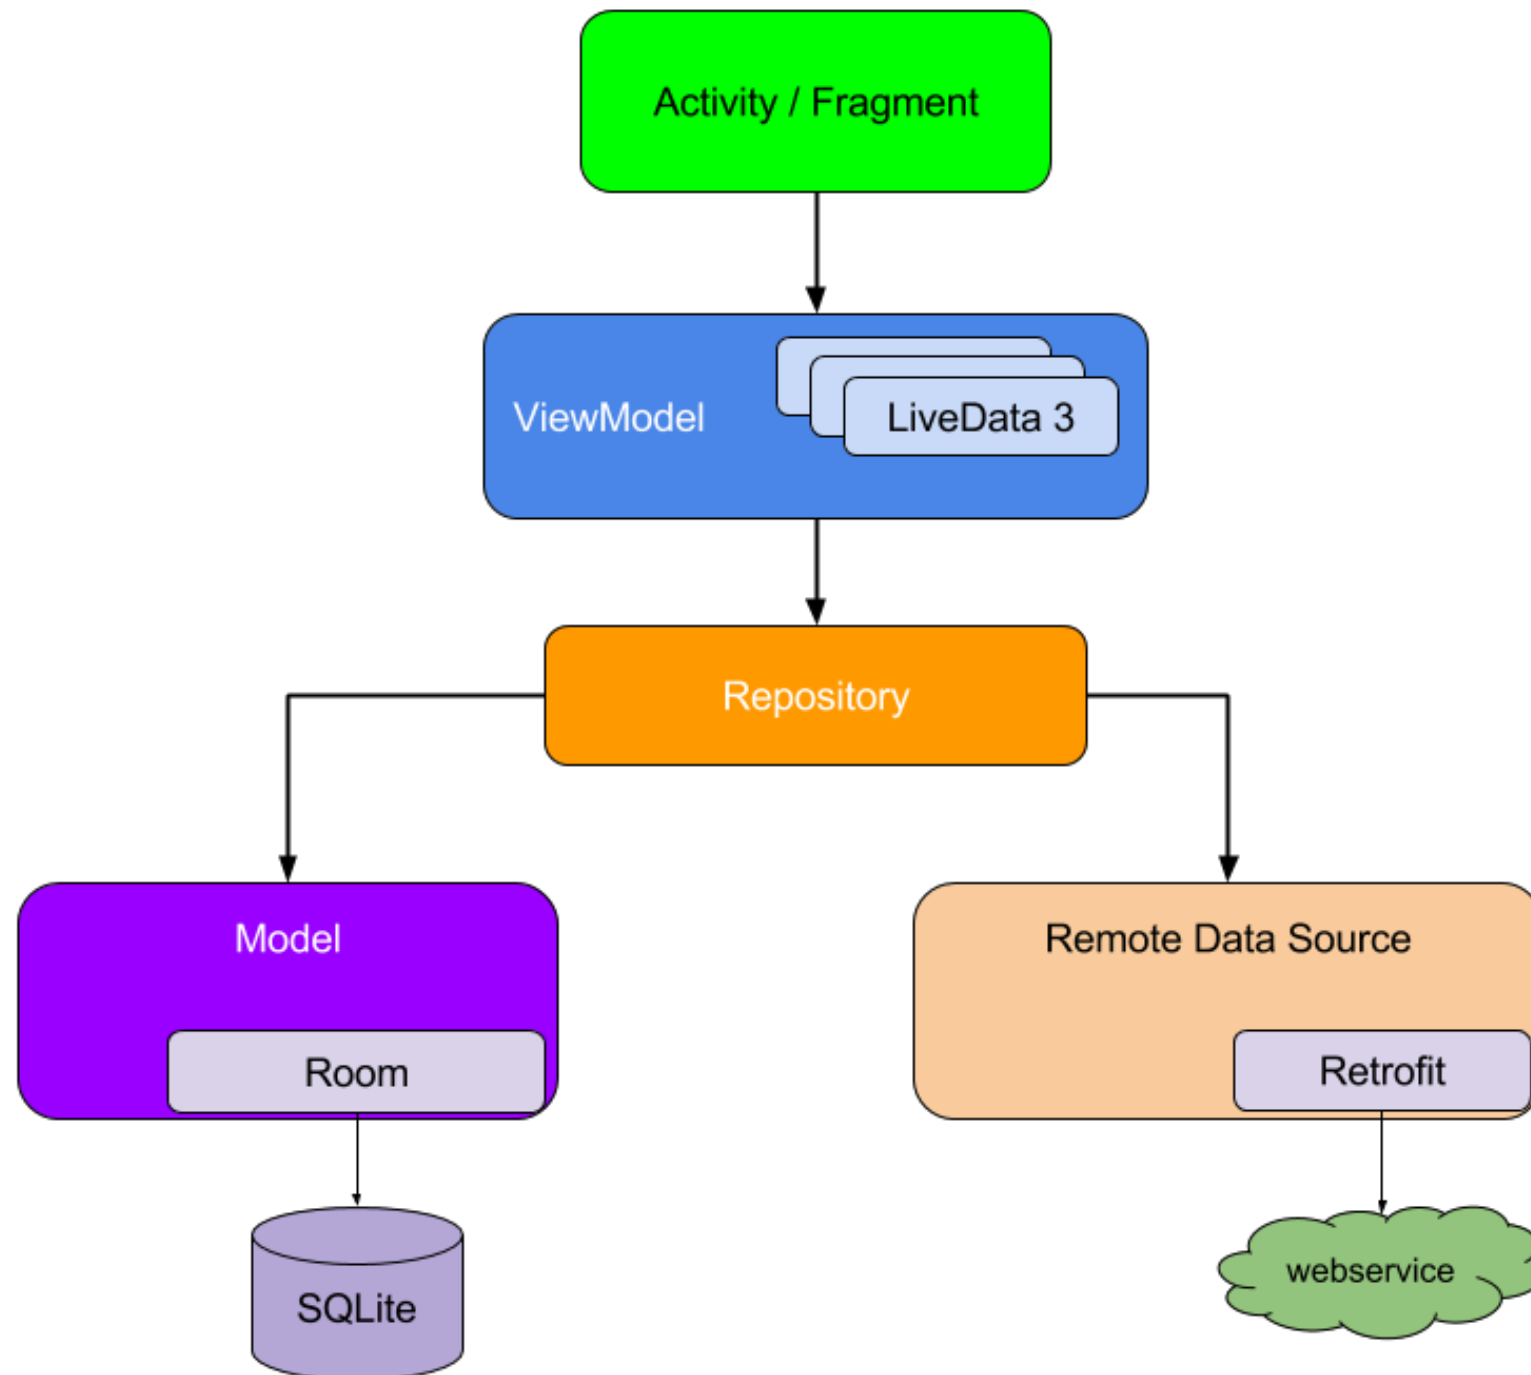 Activity / Fragment
ViewModel
LiveData 3
Repository
Model
Remote Data Source
Room
Retrofit
SQLite
webservice